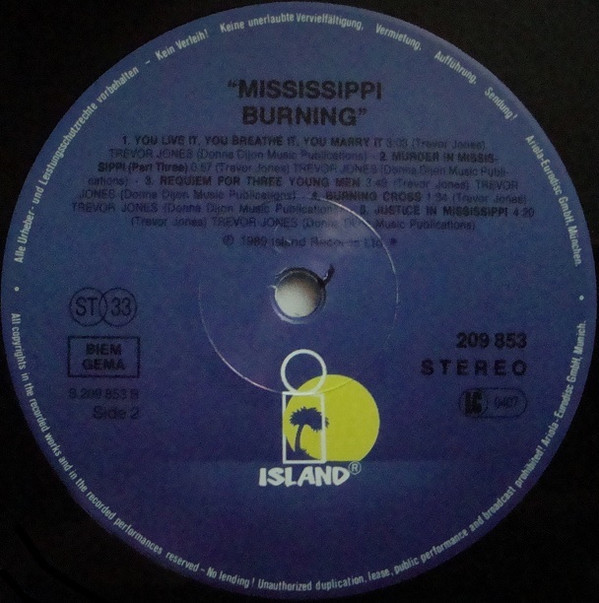 Alle Urheber- und Leistungsschutzrechte vorbehalten - Kein Verleih! - Keine unerlaubte Vervielfältigung, Vermietung, Aufführung, Sendung! Ariola-Eurodisc GmbH, München.
"MISSISSIPPI
BURNING"
1. YOU LIVE IT, YOU BREATHE IT, YOU MARRY IT 3:03 (Trevor Jones)
TREVOR JONES (Donna Dijon Music Publications) - 2. MURDER IN MISSIS-
SIPPI (Part Three) 0:57 (Trevor Jones) TREVOR JONES (Donna Dijon Music Publi-
cations) - 3. REQUIEM FOR THREE YOUNG MEN 3:49 (Trevor Jones) TREVOR
JONES (Donna Dijon Music Publications) - 4. BURNING CROSS 1:34 (Trevor Jones)
TREVOR JONES (Donna Dijon Music Publications) - 5. JUSTICE IN MISSISSIPPI 4:20
(Trevor Jones) TREVOR JONES (Donna Music Publications)
℗ 1989 Island Records Ltd.
ST 33
BIEM
GEMA
S 209 853 B
Side 2
209 853
STEREO
LC 0407
ISLAND®
All copyrights in the recorded works and in the recorded performances reserved - No lending! Unauthorized duplication, lease, public performance and broadcast prohibited! Ariola-Eurodisc GmbH, Munich.